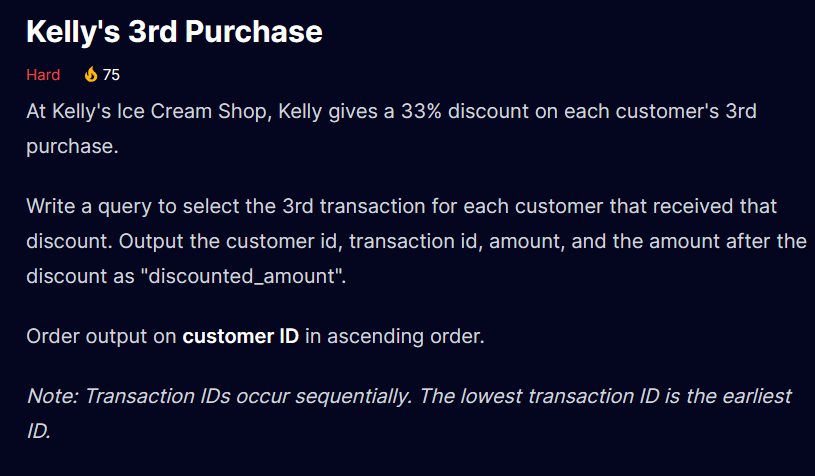 Kelly's 3rd Purchase
Hard 75
At Kelly's Ice Cream Shop, Kelly gives a 33% discount on each customer's 3rd
purchase.
Write a query to select the 3rd transaction for each customer that received that
discount. Output the customer id, transaction id, amount, and the amount after the
discount as "discounted_amount".
Order output on customer ID in ascending order.
Note: Transaction IDs occur sequentially. The lowest transaction ID is the earliest
ID.